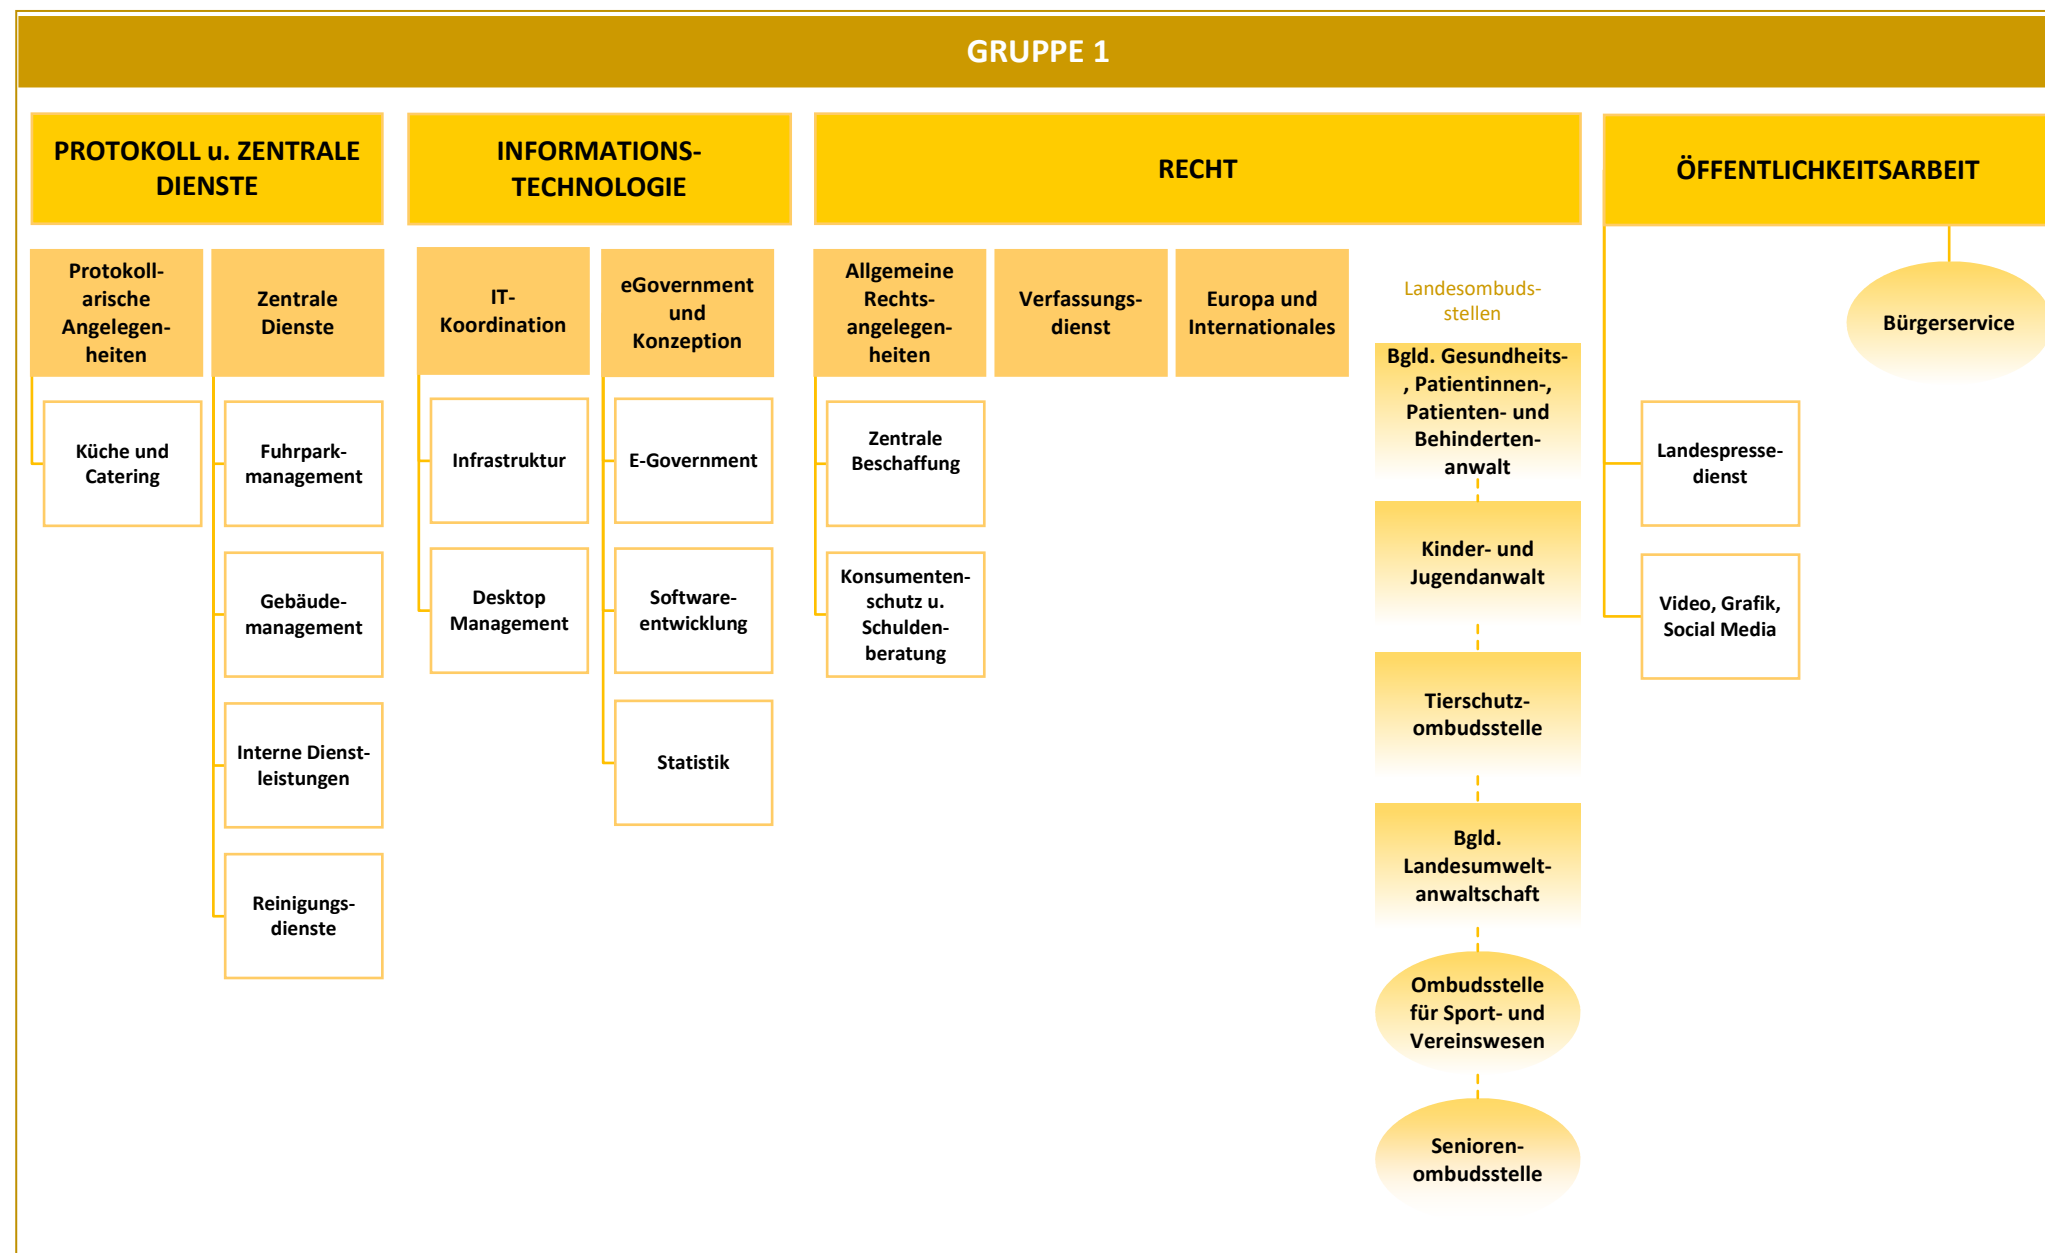 GRUPPE 1
PROTOKOLL u. ZENTRALE
DIENSTE
INFORMATIONS-
TECHNOLOGIE
RECHT
ÖFFENTLICHKEITSARBEIT
Protokoll-
arische
Angelegen-
heiten
Zentrale
Dienste
IT-
Koordination
eGovernment
und
Konzeption
Allgemeine
Rechts-
angelegen-
heiten
Verfassungs-
dienst
Europa und
Internationales
Landesombuds-
stellen
Bürgerservice
Küche und
Catering
Fuhrpark-
management
Gebäude-
management
Interne Dienst-
leistungen
Reinigungs-
dienste
Infrastruktur
Desktop
Management
E-Government
Software-
entwicklung
Statistik
Zentrale
Beschaffung
Konsumenten-
schutz u.
Schulden-
beratung
Bgld. Gesundheits-
, Patientinnen-,
Patienten- und
Behinderten-
anwalt
Kinder- und
Jugendanwalt
Tierschutz-
ombudsstelle
Bgld.
Landesumwelt-
anwaltschaft
Ombudsstelle
für Sport- und
Vereinswesen
Senioren-
ombudsstelle
Landespresse-
dienst
Video, Grafik,
Social Media